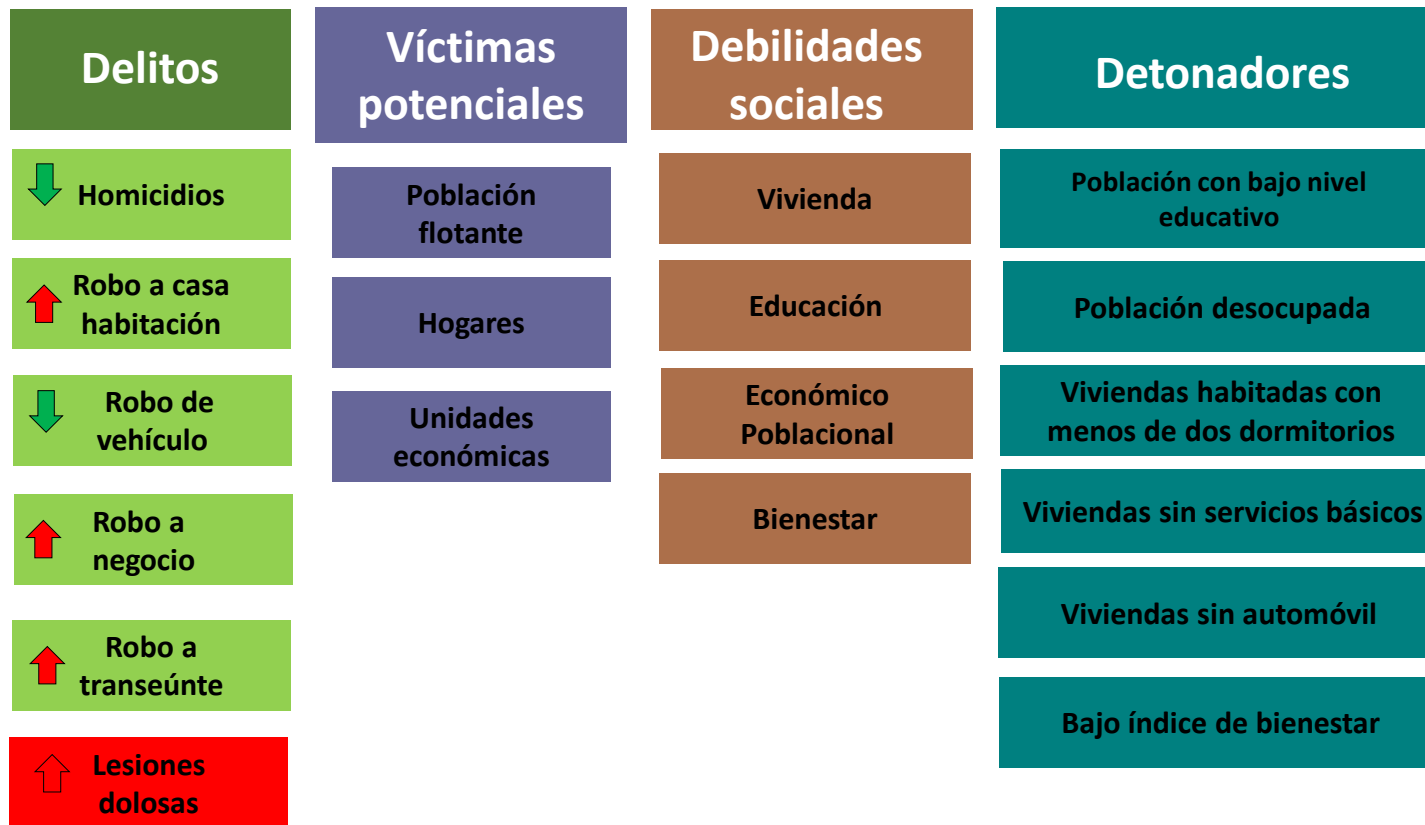 Delitos
Homicidios
Robo a casa
habitación
Robo de
vehículo
Robo a
negocio
Robo a
transeúnte
Lesiones
dolosas
Víctimas
potenciales
Población
flotante
Hogares
Unidades
económicas
Debilidades
sociales
Vivienda
Educación
Económico
Poblacional
Bienestar
Detonadores
Población con bajo nivel
educativo
Población desocupada
Viviendas habitadas con
menos de dos dormitorios
Viviendas sin servicios básicos
Viviendas sin automóvil
Bajo índice de bienestar